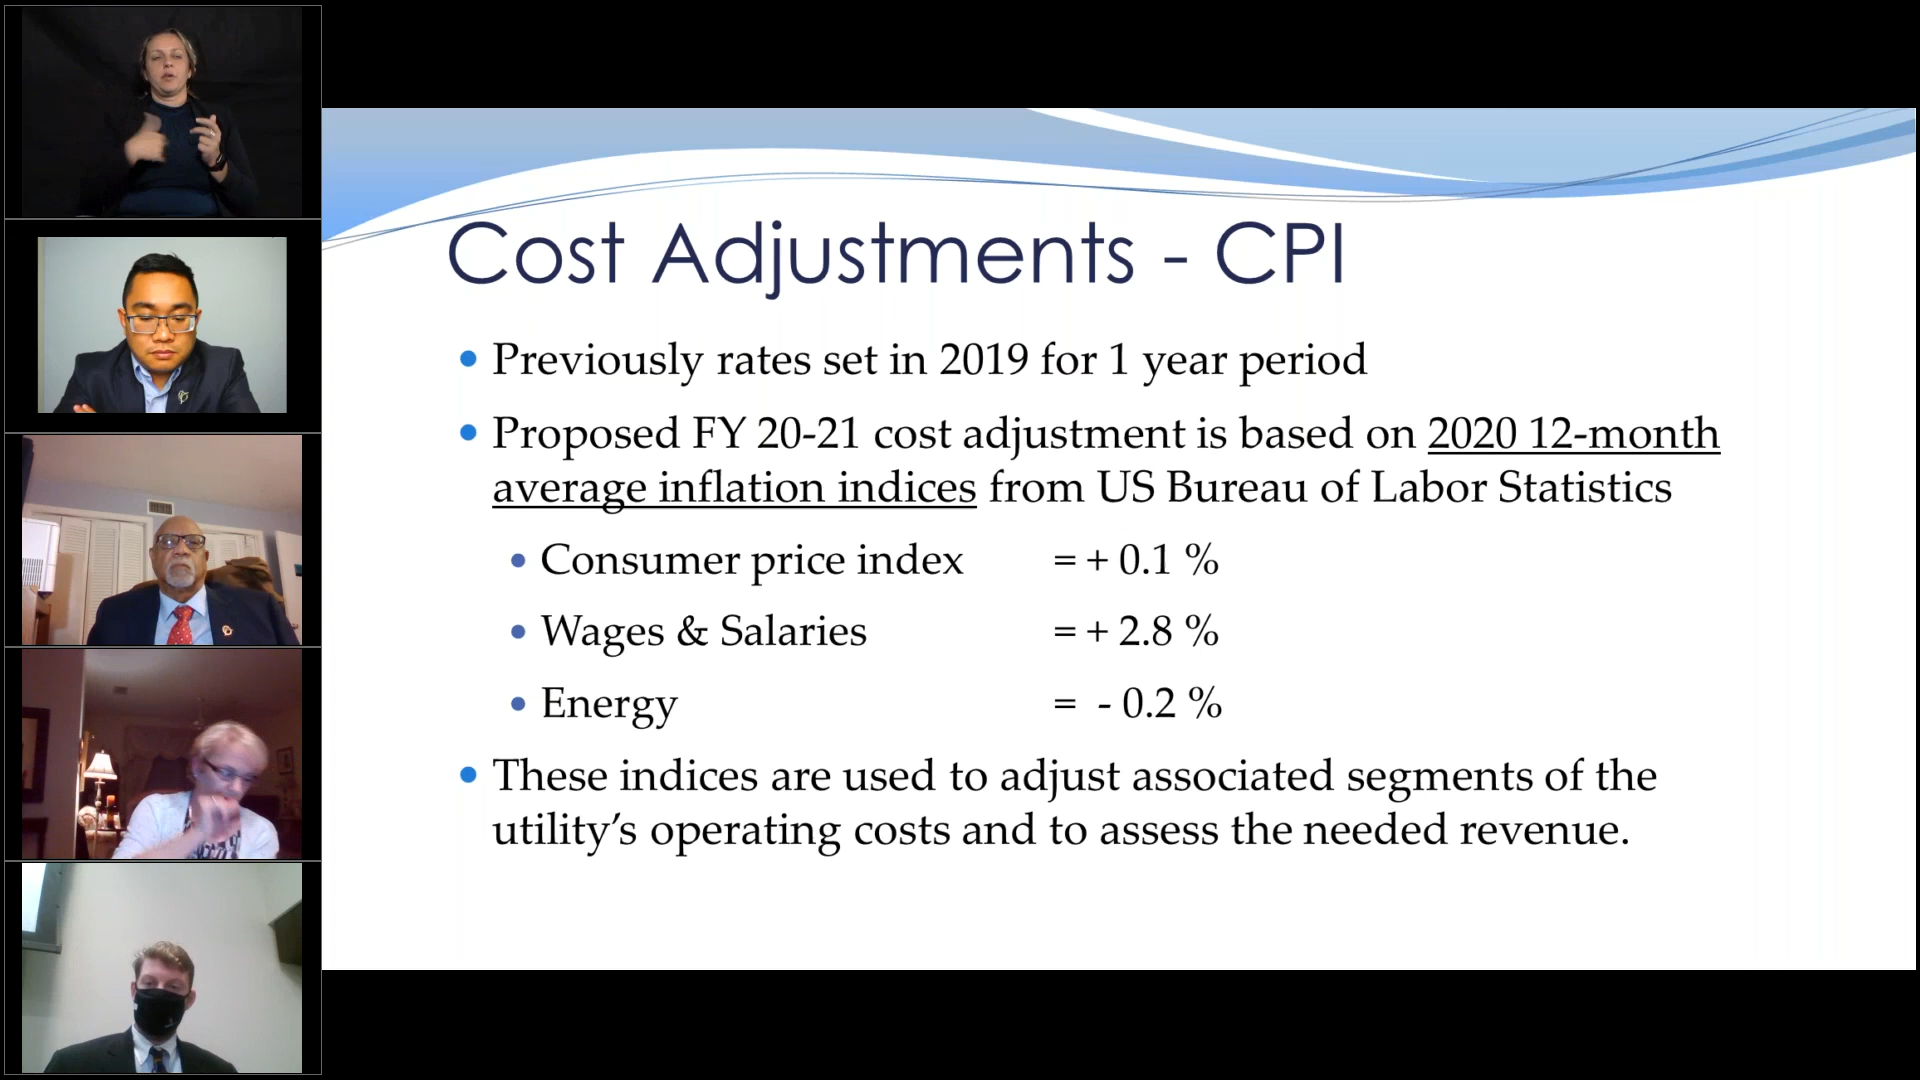 Cost Adjustments - CPI
• Previously rates set in 2019 for 1 year period
• Proposed FY 20-21 cost adjustment is based on 2020 12-month
average inflation indices from US Bureau of Labor Statistics
• Consumer price index = + 0.1 %
• Wages & Salaries = + 2.8 %
• Energy = - 0.2 %
• These indices are used to adjust associated segments of the
utility’s operating costs and to assess the needed revenue.